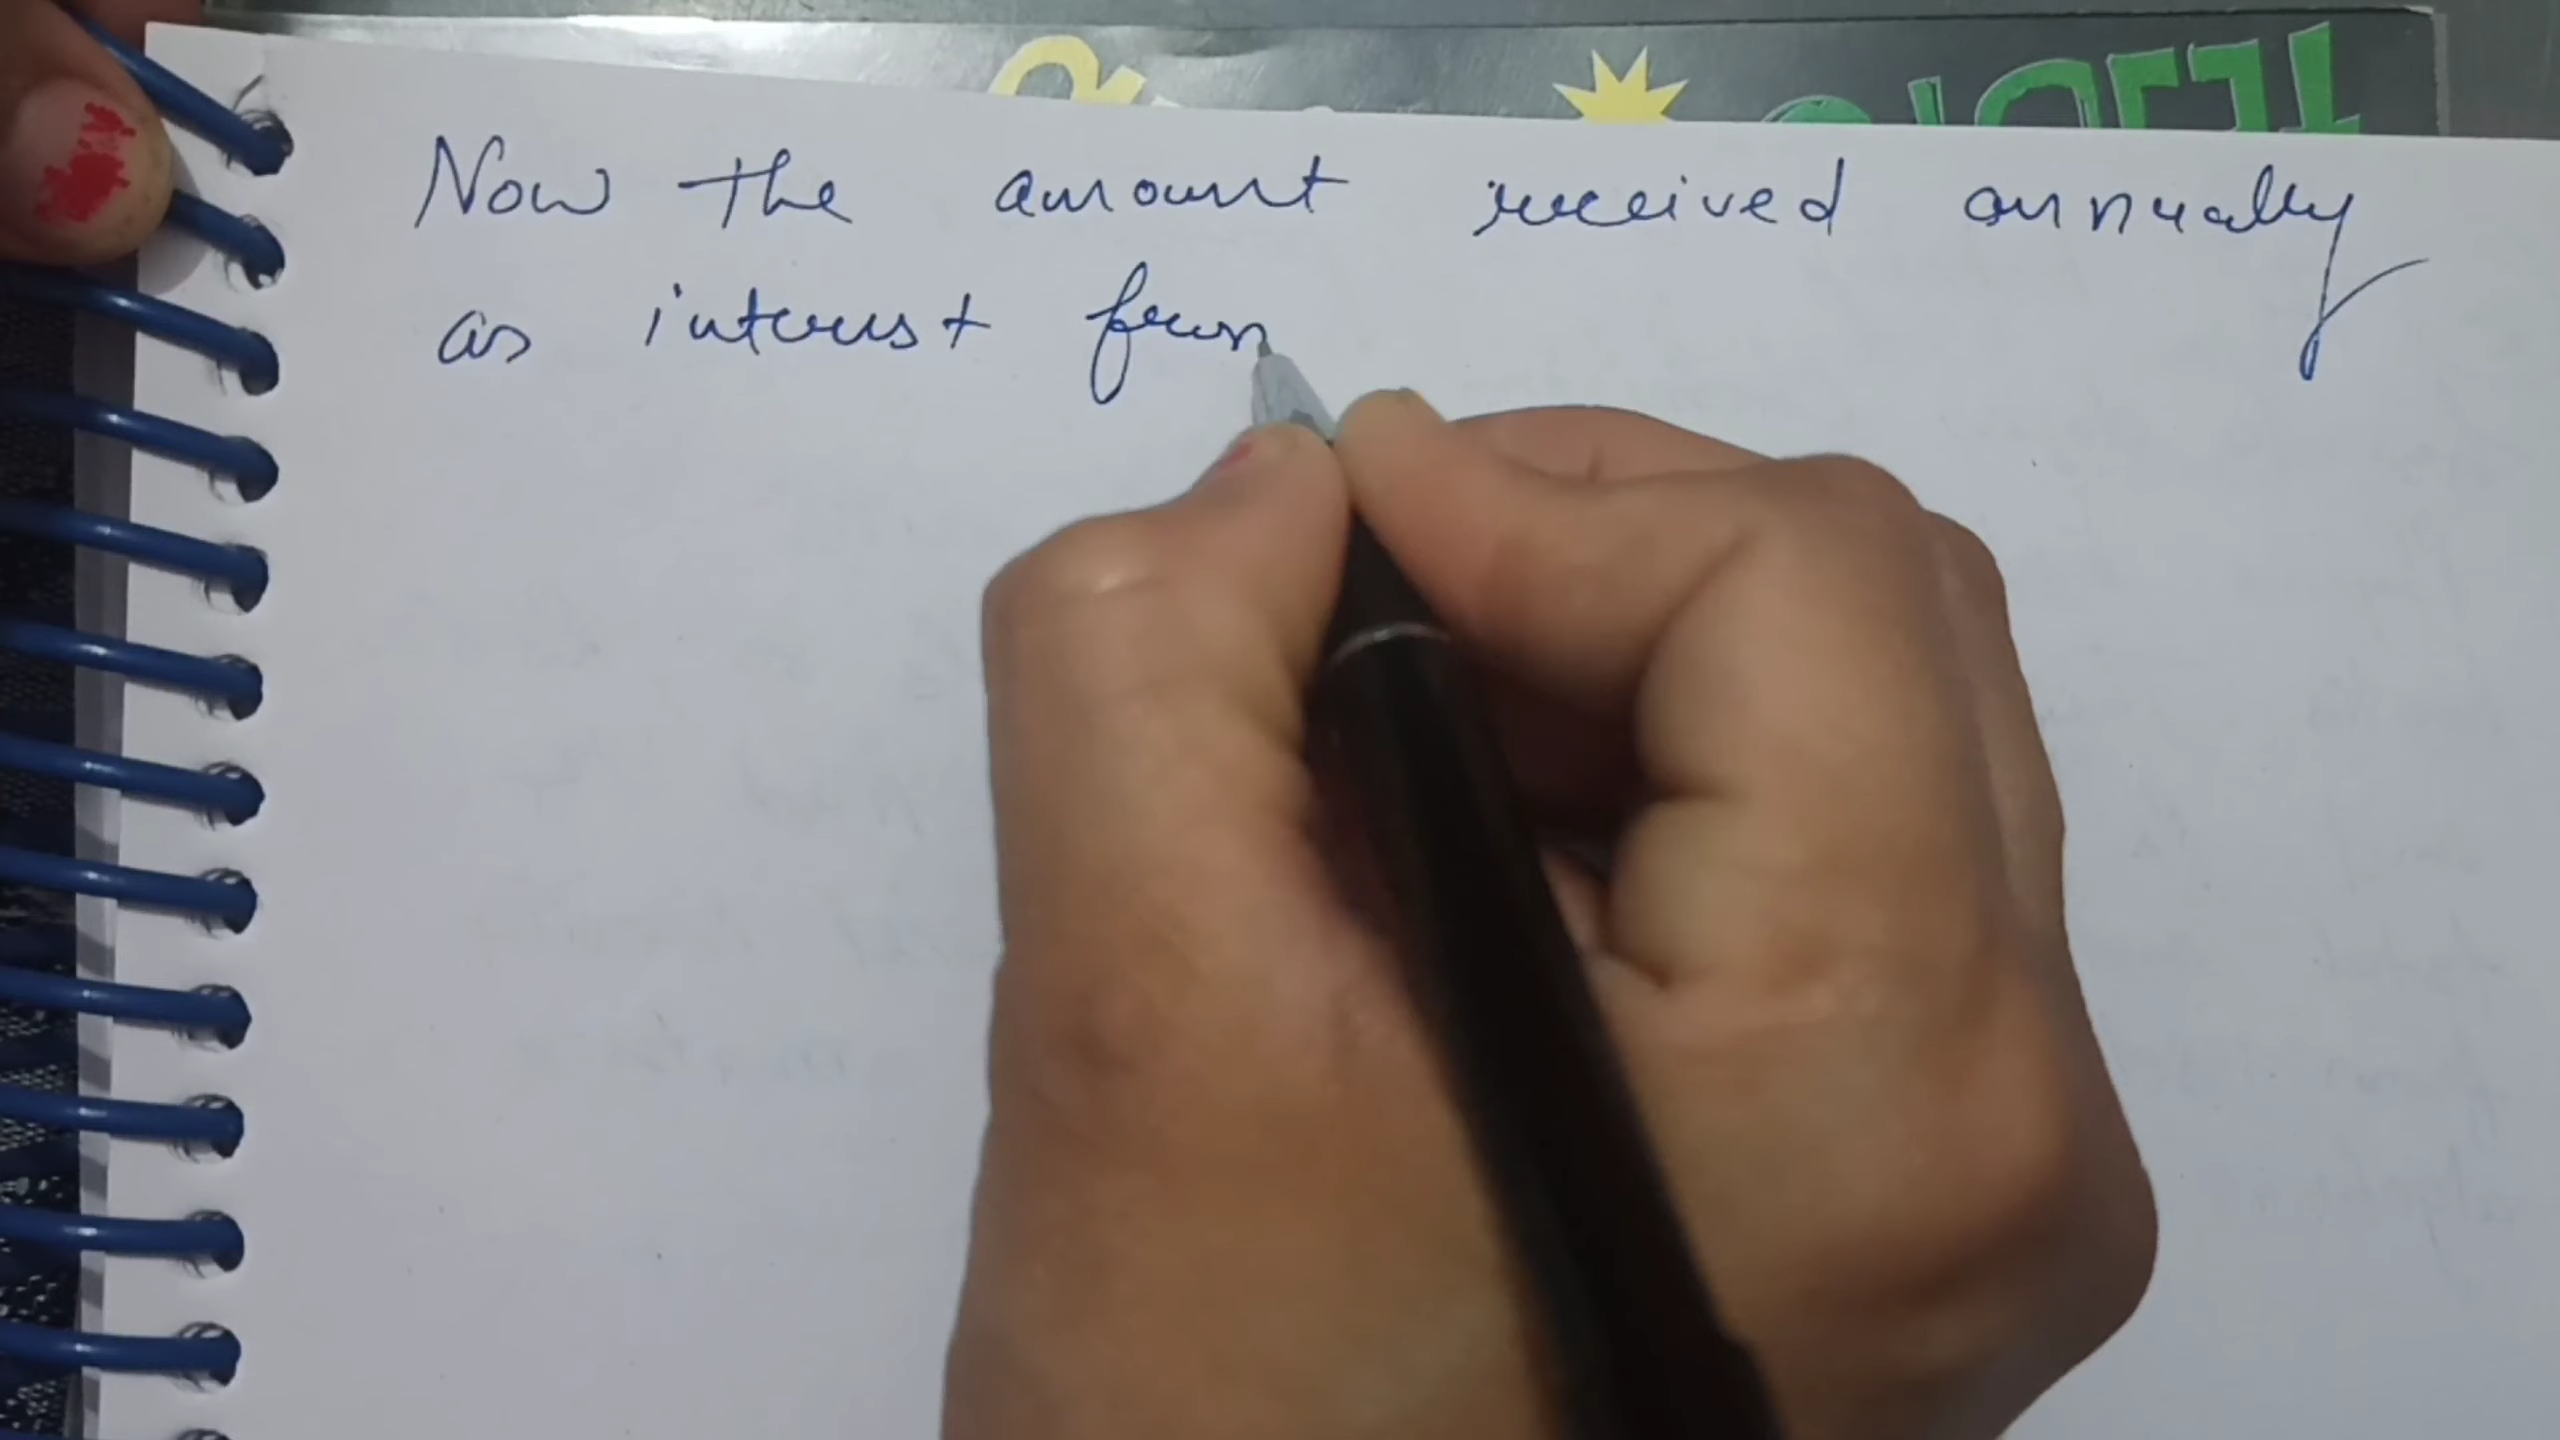 Now the amount received annually
as interest from